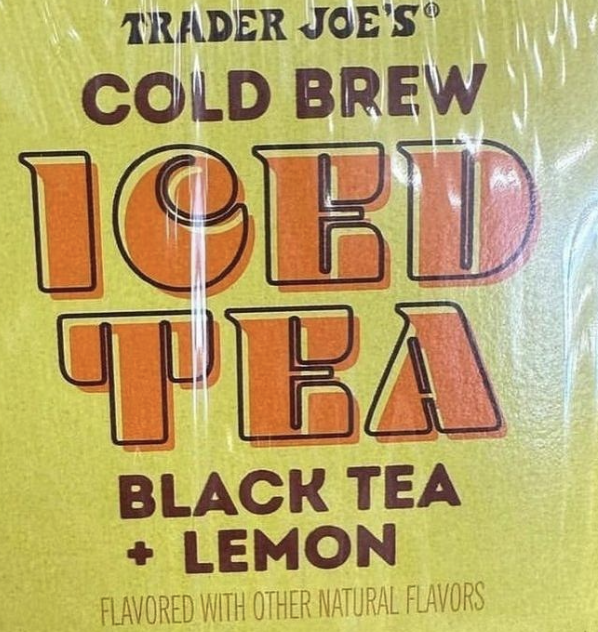 TRADER JOE'S®
COLD BREW
ICED
TEA
BLACK TEA
+ LEMON
FLAVORED WITH OTHER NATURAL FLAVORS